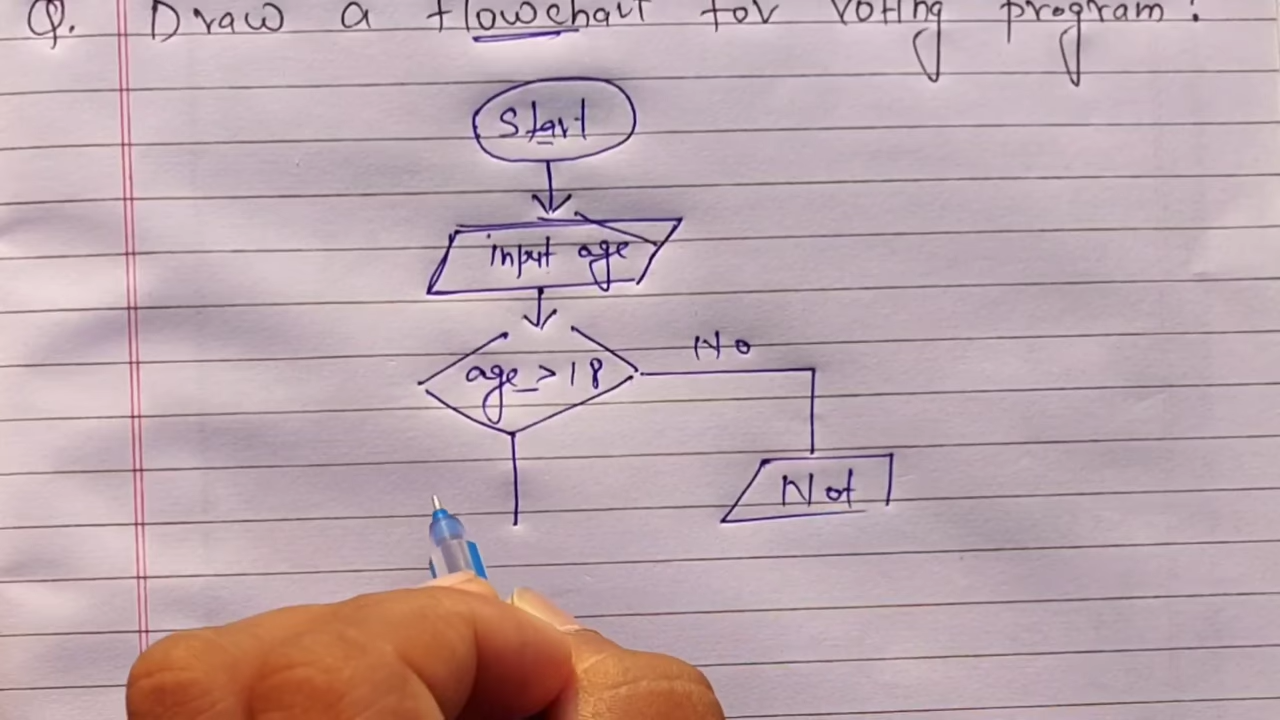 Q. Draw a flowchart for voting program.
Start
input age
age > 18
No
Not